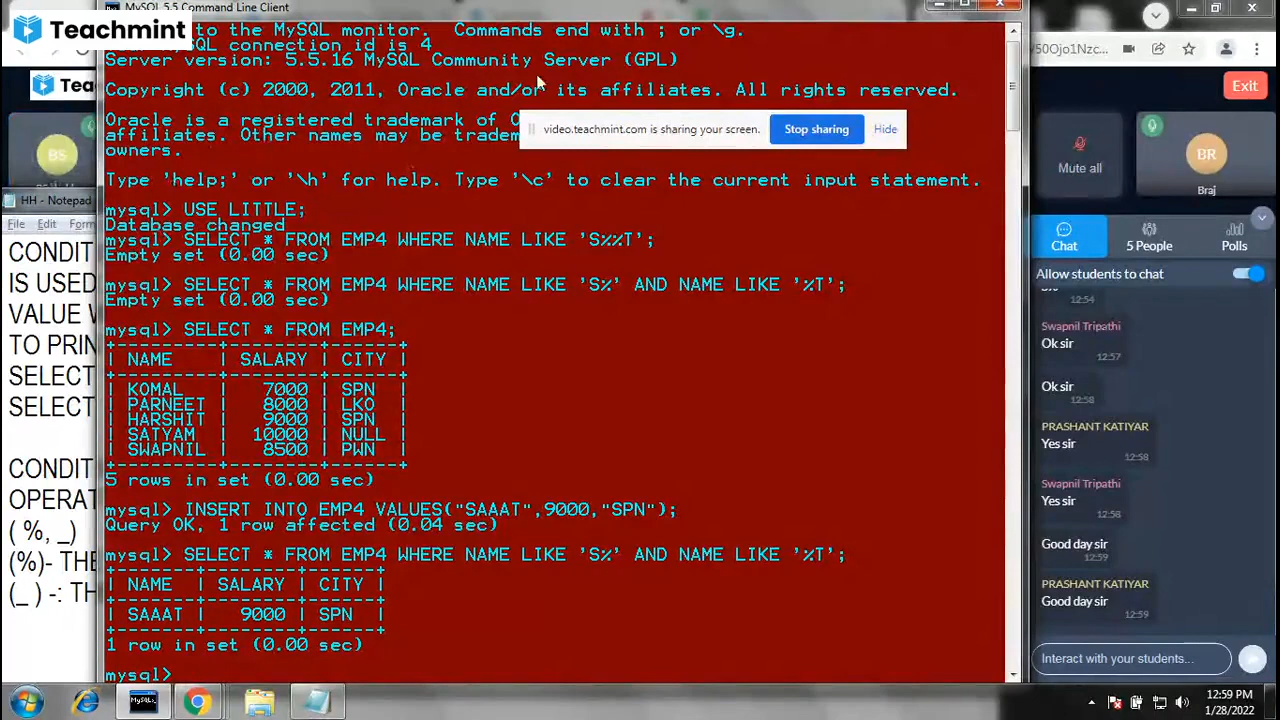 MySQL 5.5 Command Line Client
Teachmint
to the MySQL monitor. Commands end with ; or \g.
MySQL connection id is 4
Server version: 5.5.16 MySQL Community Server (GPL)
Copyright (c) 2000, 2011, Oracle and/or its affiliates. All rights reserved.
Oracle is a registered trademark of
affiliates. Other names may be
owners.
video.teachmint.com is sharing your screen.
Stop sharing
Hide
Type 'help;' or '\h' for help. Type '\c' to clear the current input statement.
mysql> USE LITTLE;
Database changed
mysql> SELECT * FROM EMP4 WHERE NAME LIKE 'S%%T';
Empty set (0.00 sec)
mysql> SELECT * FROM EMP4 WHERE NAME LIKE 'S%' AND NAME LIKE '%T';
Empty set (0.00 sec)
mysql> SELECT * FROM EMP4;
| NAME | SALARY | CITY |
| KOMAL | 7000 | SPN |
| PARNEET | 8000 | LKO |
| HARSHIT | 9000 | SPN |
| SATYAM | 10000 | NULL |
| SWAPNIL | 8500 | PWN |
5 rows in set (0.00 sec)
mysql> INSERT INTO EMP4 VALUES("SAAAT",9000,"SPN");
Query OK, 1 row affected (0.04 sec)
mysql> SELECT * FROM EMP4 WHERE NAME LIKE 'S%' AND NAME LIKE '%T';
| NAME | SALARY | CITY |
| SAAAT | 9000 | SPN |
1 row in set (0.00 sec)
mysql>
BS
HH - Notepad
File Edit
CONDIT
IS USED
VALUE
TO PRIN
SELECT
SELECT
CONDIT
OPERAT
( %, _)
(%)- THE
(_ ) -: TH
50Ojo1Nzc
Exit
Mute all
BR
Braj
Chat
5 People
Polls
Allow students to chat
12:54
Swapnil Tripathi
Ok sir
12:57
Ok sir
12:58
PRASHANT KATIYAR
Yes sir
12:58
Swapnil Tripathi
Yes sir
12:58
Good day sir
12:59
PRASHANT KATIYAR
Good day sir
12:59
Interact with your students...
12:59 PM
1/28/2022